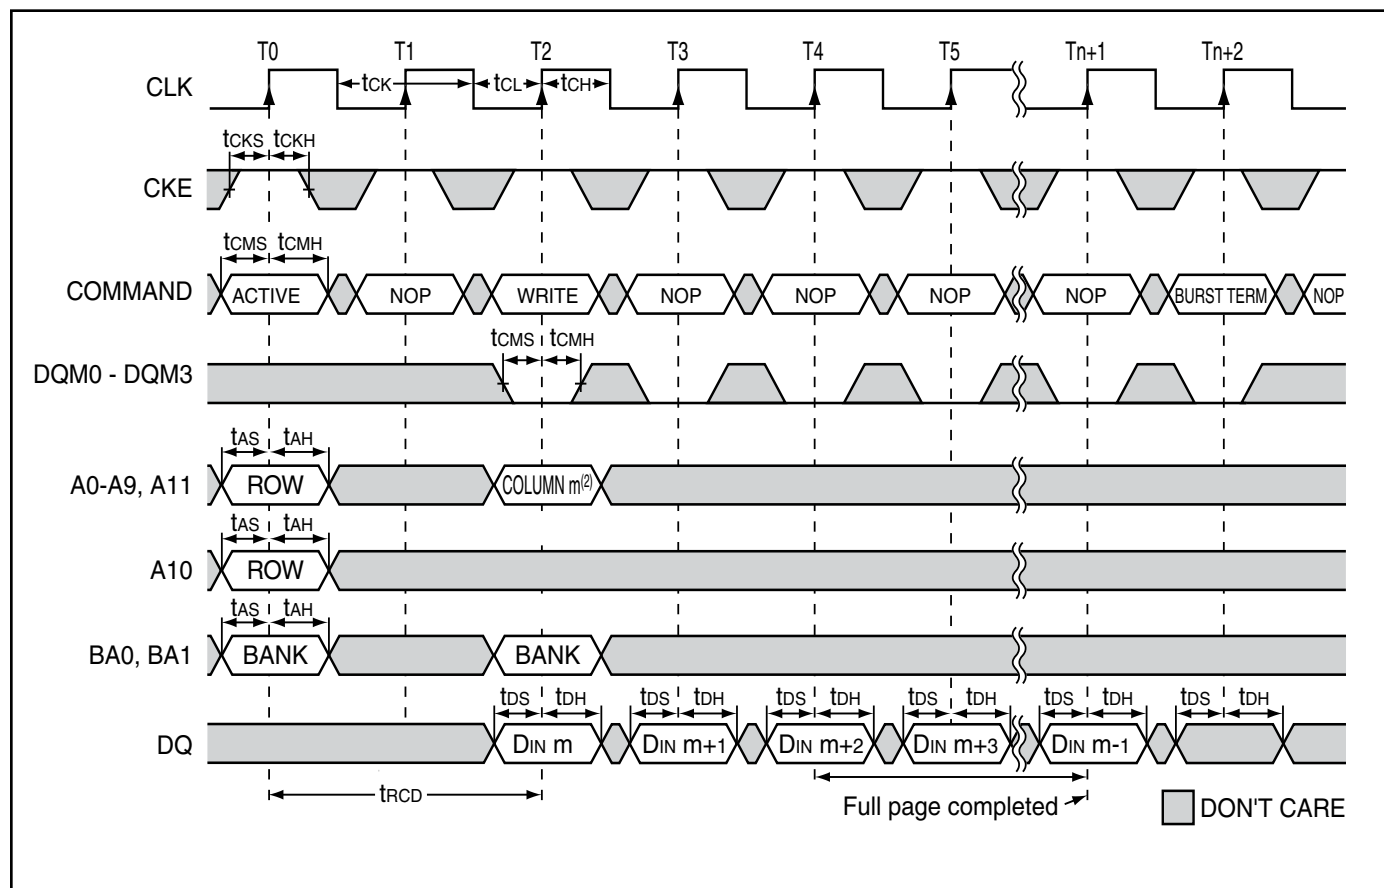 T0 T1 T2 T3 T4 T5 Tn+1 Tn+2
CLK tCK tCL tCH
tCKS tCKH
CKE
tCMS tCMH
COMMAND ACTIVE NOP WRITE NOP NOP NOP NOP BURST TERM NOP
tCMS tCMH
DQM0 - DQM3
tAS tAH
A0-A9, A11 ROW COLUMN m(2)
tAS tAH
A10 ROW
tAS tAH
BA0, BA1 BANK BANK
tDS tDH tDS tDH tDS tDH tDS tDH tDS tDH tDS tDH
DQ DIN m DIN m+1 DIN m+2 DIN m+3 DIN m-1
tRCD
Full page completed
DON'T CARE